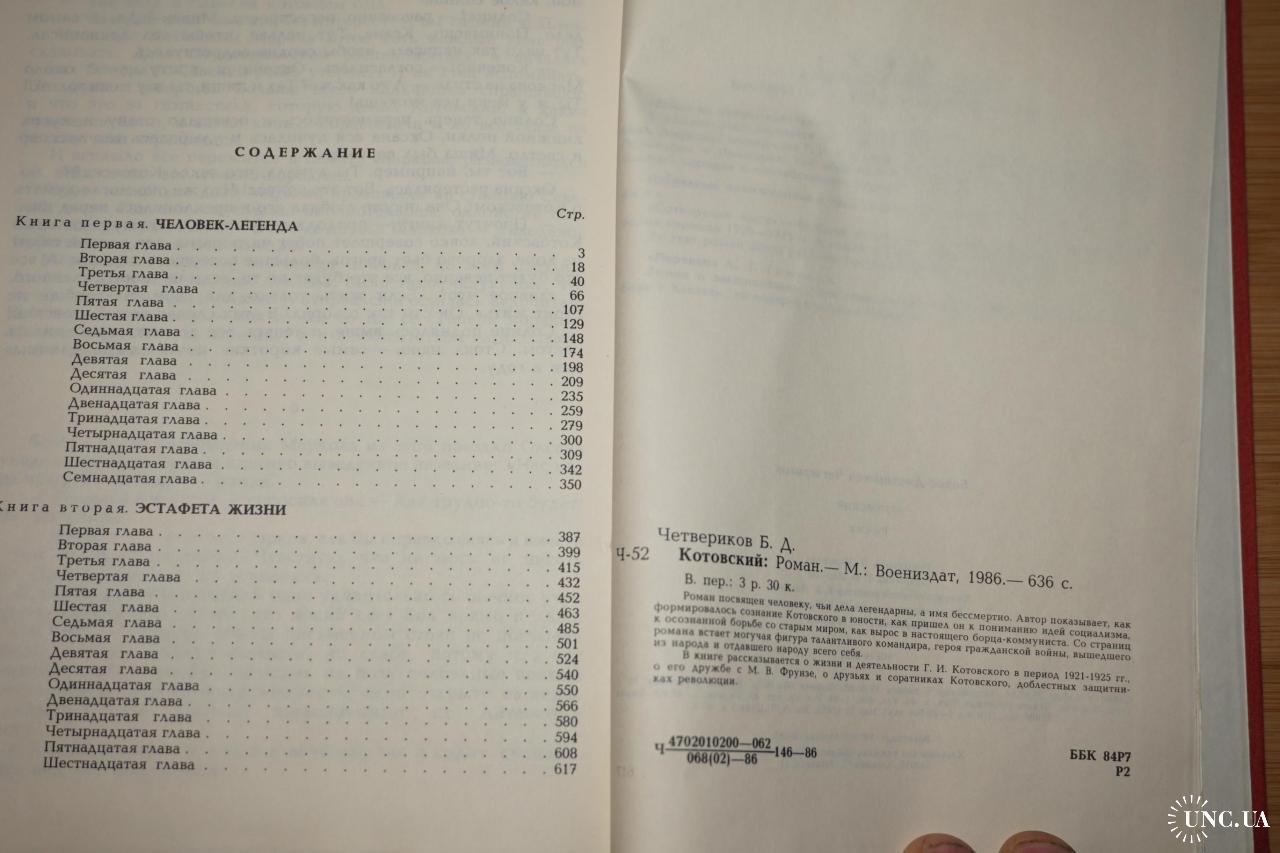 СОДЕРЖАНИЕ
Стр.
Книга первая. ЧЕЛОВЕК-ЛЕГЕНДА
Первая глава . . . . . . . . . . 3
Вторая глава . . . . . . . . . . 18
Третья глава . . . . . . . . . . 40
Четвертая глава . . . . . . . . . . 66
Пятая глава . . . . . . . . . . 107
Шестая глава . . . . . . . . . . 129
Седьмая глава . . . . . . . . . . 148
Восьмая глава . . . . . . . . . . 174
Девятая глава . . . . . . . . . . 198
Десятая глава . . . . . . . . . . 209
Одиннадцатая глава . . . . . . . . . . 235
Двенадцатая глава . . . . . . . . . . 259
Тринадцатая глава . . . . . . . . . . 279
Четырнадцатая глава . . . . . . . . . . 300
Пятнадцатая глава . . . . . . . . . . 309
Шестнадцатая глава . . . . . . . . . . 342
Семнадцатая глава . . . . . . . . . . 350
Книга вторая. ЭСТАФЕТА ЖИЗНИ
Первая глава . . . . . . . . . . 387
Вторая глава . . . . . . . . . . 399
Третья глава . . . . . . . . . . 415
Четвертая глава . . . . . . . . . . 432
Пятая глава . . . . . . . . . . 452
Шестая глава . . . . . . . . . . 463
Седьмая глава . . . . . . . . . . 485
Восьмая глава . . . . . . . . . . 501
Девятая глава . . . . . . . . . . 524
Десятая глава . . . . . . . . . . 540
Одиннадцатая глава . . . . . . . . . . 550
Двенадцатая глава . . . . . . . . . . 566
Тринадцатая глава . . . . . . . . . . 580
Четырнадцатая глава . . . . . . . . . . 594
Пятнадцатая глава . . . . . . . . . . 608
Шестнадцатая глава . . . . . . . . . . 617
Четвериков Б. Д.
Ч-52 Котовский: Роман.— М.: Воениздат, 1986.— 636 с.
В. пер.: 3 р. 30 к.
Роман посвящен человеку, чьи дела легендарны, а имя бессмертно. Автор показывает, как
формировалось сознание Котовского в юности, как пришел он к пониманию идей социализма,
к осознанной борьбе со старым миром, как вырос в настоящего борца-коммуниста. Со страниц
романа встает могучая фигура талантливого командира, героя гражданской войны, вышедшего
из народа и отдавшего народу всего себя.
В книге рассказывается о жизни и деятельности Г. И. Котовского в период 1921-1925 гг.,
о его дружбе с М. В. Фрунзе, о друзьях и соратниках Котовского, доблестных защитни-
ках революции.
Ч 4702010200—062
068(02)—86 146—86
ББК 84Р7
Р2
UNC.UA